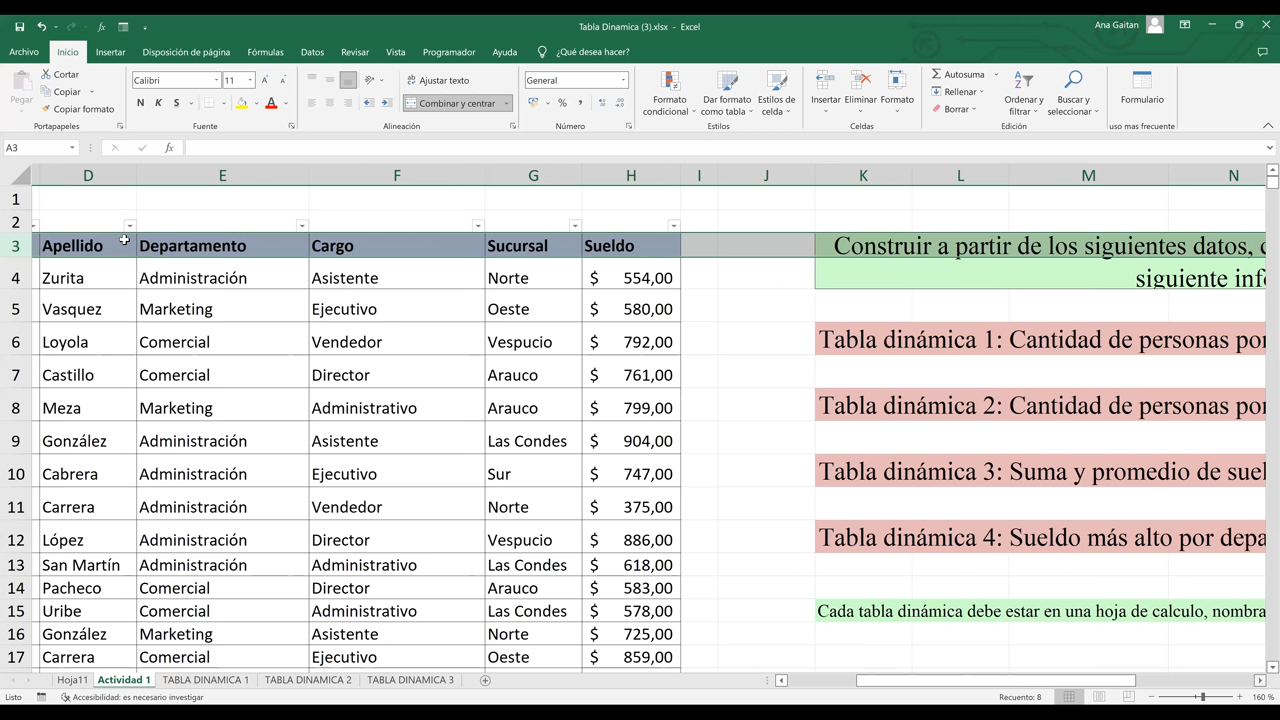 Tabla Dinamica (3).xlsx - Excel
Ana Gaitan
Archivo Inicio Insertar Disposición de página Fórmulas Datos Revisar Vista Programador Ayuda ¿Qué desea hacer?
Pegar
Cortar
Copiar
Copiar formato
Portapapeles
Calibri 11
N K S
Fuente
Ajustar texto
Combinar y centrar
Alineación
General
Número
Formato condicional
Dar formato como tabla
Estilos de celda
Estilos
Insertar Eliminar Formato
Celdas
Autosuma
Rellenar
Borrar
Ordenar y filtrar
Buscar y seleccionar
Edición
Formulario
uso mas frecuente
A3 fx
D E F G H I J K L M N
1
2
3 Apellido Departamento Cargo Sucursal Sueldo Construir a partir de los siguientes datos,
4 Zurita Administración Asistente Norte $ 554,00 siguiente
5 Vasquez Marketing Ejecutivo Oeste $ 580,00
6 Loyola Comercial Vendedor Vespucio $ 792,00 Tabla dinámica 1: Cantidad de personas por
7 Castillo Comercial Director Arauco $ 761,00
8 Meza Marketing Administrativo Arauco $ 799,00 Tabla dinámica 2: Cantidad de personas por
9 González Administración Asistente Las Condes $ 904,00
10 Cabrera Administración Ejecutivo Sur $ 747,00 Tabla dinámica 3: Suma y promedio de
11 Carrera Administración Vendedor Norte $ 375,00
12 López Administración Director Vespucio $ 886,00 Tabla dinámica 4: Sueldo más alto por
13 San Martín Administración Administrativo Las Condes $ 618,00
14 Pacheco Comercial Director Arauco $ 583,00
15 Uribe Comercial Administrativo Las Condes $ 578,00 Cada tabla dinámica debe estar en una hoja de calculo,
16 González Marketing Asistente Norte $ 725,00
17 Carrera Comercial Ejecutivo Oeste $ 859,00
Hoja11 Actividad 1 TABLA DINAMICA 1 TABLA DINAMICA 2 TABLA DINAMICA 3
Listo Accesibilidad: es necesario investigar Recuento: 8 160 %